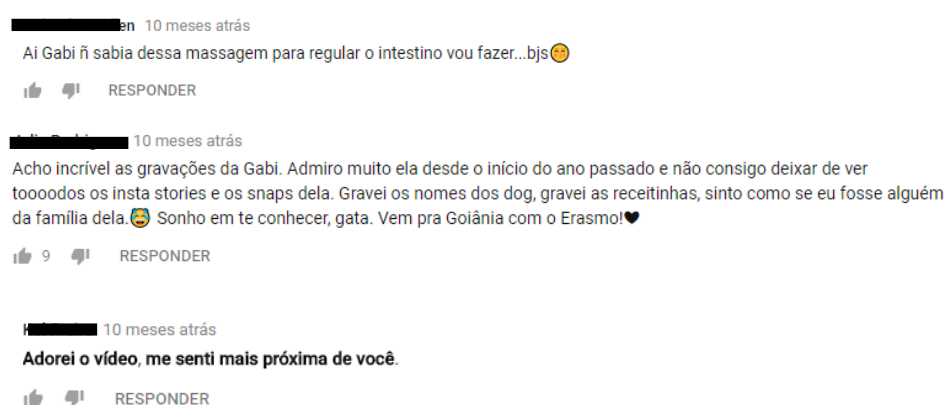 10 meses atrás
Ai Gabi ñ sabia dessa massagem para regular o intestino vou fazer...bjs😊
RESPONDER
10 meses atrás
Acho incrível as gravações da Gabi. Admiro muito ela desde o início do ano passado e não consigo deixar de ver
toooodos os insta stories e os snaps dela. Gravei os nomes dos dog, gravei as receitinhas, sinto como se eu fosse alguém
da família dela. Sonho em te conhecer, gata. Vem pra Goiânia com o Erasmo!♥
9 RESPONDER
10 meses atrás
Adorei o vídeo, me senti mais próxima de você.
RESPONDER